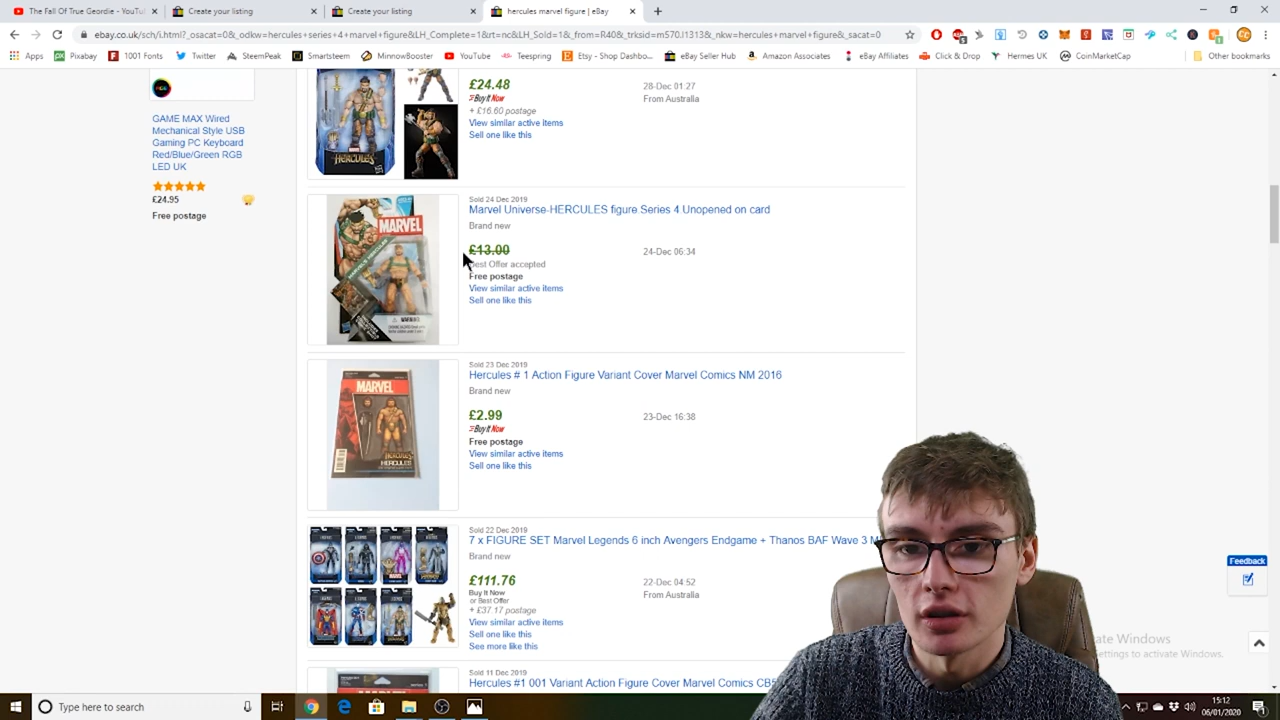 The Fall Of True Geordie - YouTu
Create your listing
Create your listing
hercules marvel figure | eBay
ebay.co.uk/sch/i.html?_osacat=0&_odkw=hercules+series+4+marvel+figure&LH_Complete=1&rt=nc&LH_Sold=1&_from=R40&_trksid=m570.l1313&_nkw=hercules+marvel+figure&_sacat=0
Apps
Pixabay
1001 Fonts
Twitter
SteemPeak
Smartsteem
MinnowBooster
YouTube
Teespring
Etsy - Shop Dashbo...
eBay Seller Hub
Amazon Associates
eBay Affiliates
Click & Drop
Hermes UK
CoinMarketCap
Other bookmarks
GAME MAX Wired
Mechanical Style USB
Gaming PC Keyboard
Red/Blue/Green RGB
LED UK
£24.95
Free postage
HERCULES
£24.48
Buy It Now
+ £16.60 postage
View similar active items
Sell one like this
28-Dec 01:27
From Australia
MARVEL
Sold 24 Dec 2019
Marvel Universe-HERCULES figure Series 4 Unopened on card
Brand new
£13.00
est Offer accepted
Free postage
View similar active items
Sell one like this
24-Dec 06:34
MARVEL
HERCULES
Sold 23 Dec 2019
Hercules # 1 Action Figure Variant Cover Marvel Comics NM 2016
Brand new
£2.99
Buy It Now
Free postage
View similar active items
Sell one like this
23-Dec 16:38
Sold 22 Dec 2019
7 x FIGURE SET Marvel Legends 6 inch Avengers Endgame + Thanos BAF Wave 3 M
Brand new
£111.76
Buy It Now
or Best Offer
+ £37.17 postage
View similar active items
Sell one like this
See more like this
22-Dec 04:52
From Australia
Sold 11 Dec 2019
Hercules #1 001 Variant Action Figure Cover Marvel Comics CB
Feedback
ate Windows
ettings to activate Windows.
Type here to search
15:12
06/01/2020